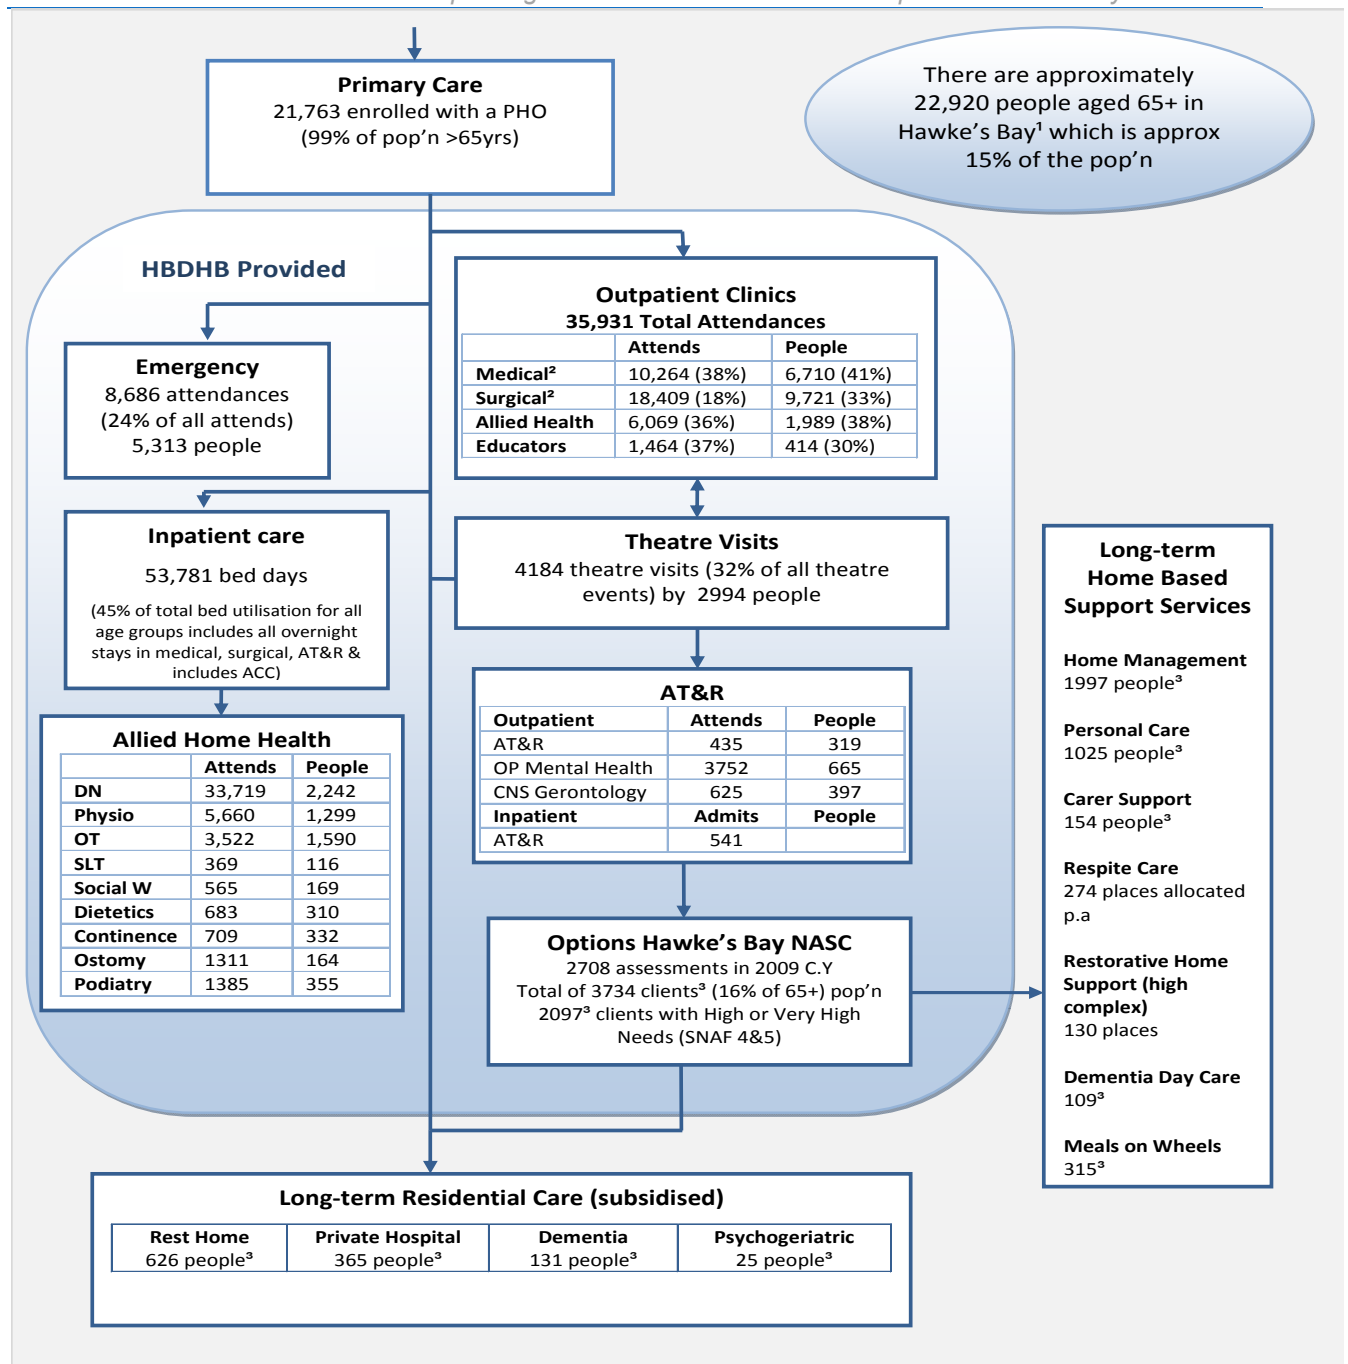 Primary Care
21,763 enrolled with a PHO
(99% of pop’n >65yrs)
There are approximately
22,920 people aged 65+ in
Hawke’s Bay¹ which is approx
15% of the pop’n
HBDHB Provided
Outpatient Clinics
35,931 Total Attendances
Attends People
Medical² 10,264 (38%) 6,710 (41%)
Surgical² 18,409 (18%) 9,721 (33%)
Allied Health 6,069 (36%) 1,989 (38%)
Educators 1,464 (37%) 414 (30%)
Emergency
8,686 attendances
(24% of all attends)
5,313 people
Inpatient care
53,781 bed days
(45% of total bed utilisation for all
age groups includes all overnight
stays in medical, surgical, AT&R &
includes ACC)
Theatre Visits
4184 theatre visits (32% of all theatre
events) by 2994 people
Allied Home Health
Attends People
DN 33,719 2,242
Physio 5,660 1,299
OT 3,522 1,590
SLT 369 116
Social W 565 169
Dietetics 683 310
Continence 709 332
Ostomy 1311 164
Podiatry 1385 355
AT&R
Outpatient Attends People
AT&R 435 319
OP Mental Health 3752 665
CNS Gerontology 625 397
Inpatient Admits People
AT&R 541
Options Hawke’s Bay NASC
2708 assessments in 2009 C.Y
Total of 3734 clients³ (16% of 65+) pop’n
2097³ clients with High or Very High
Needs (SNAF 4&5)
Long-term
Home Based
Support Services
Home Management
1997 people³
Personal Care
1025 people³
Carer Support
154 people³
Respite Care
274 places allocated
p.a
Restorative Home
Support (high
complex)
130 places
Dementia Day Care
109³
Meals on Wheels
315³
Long-term Residential Care (subsidised)
Rest Home Private Hospital Dementia Psychogeriatric
626 people³ 365 people³ 131 people³ 25 people³